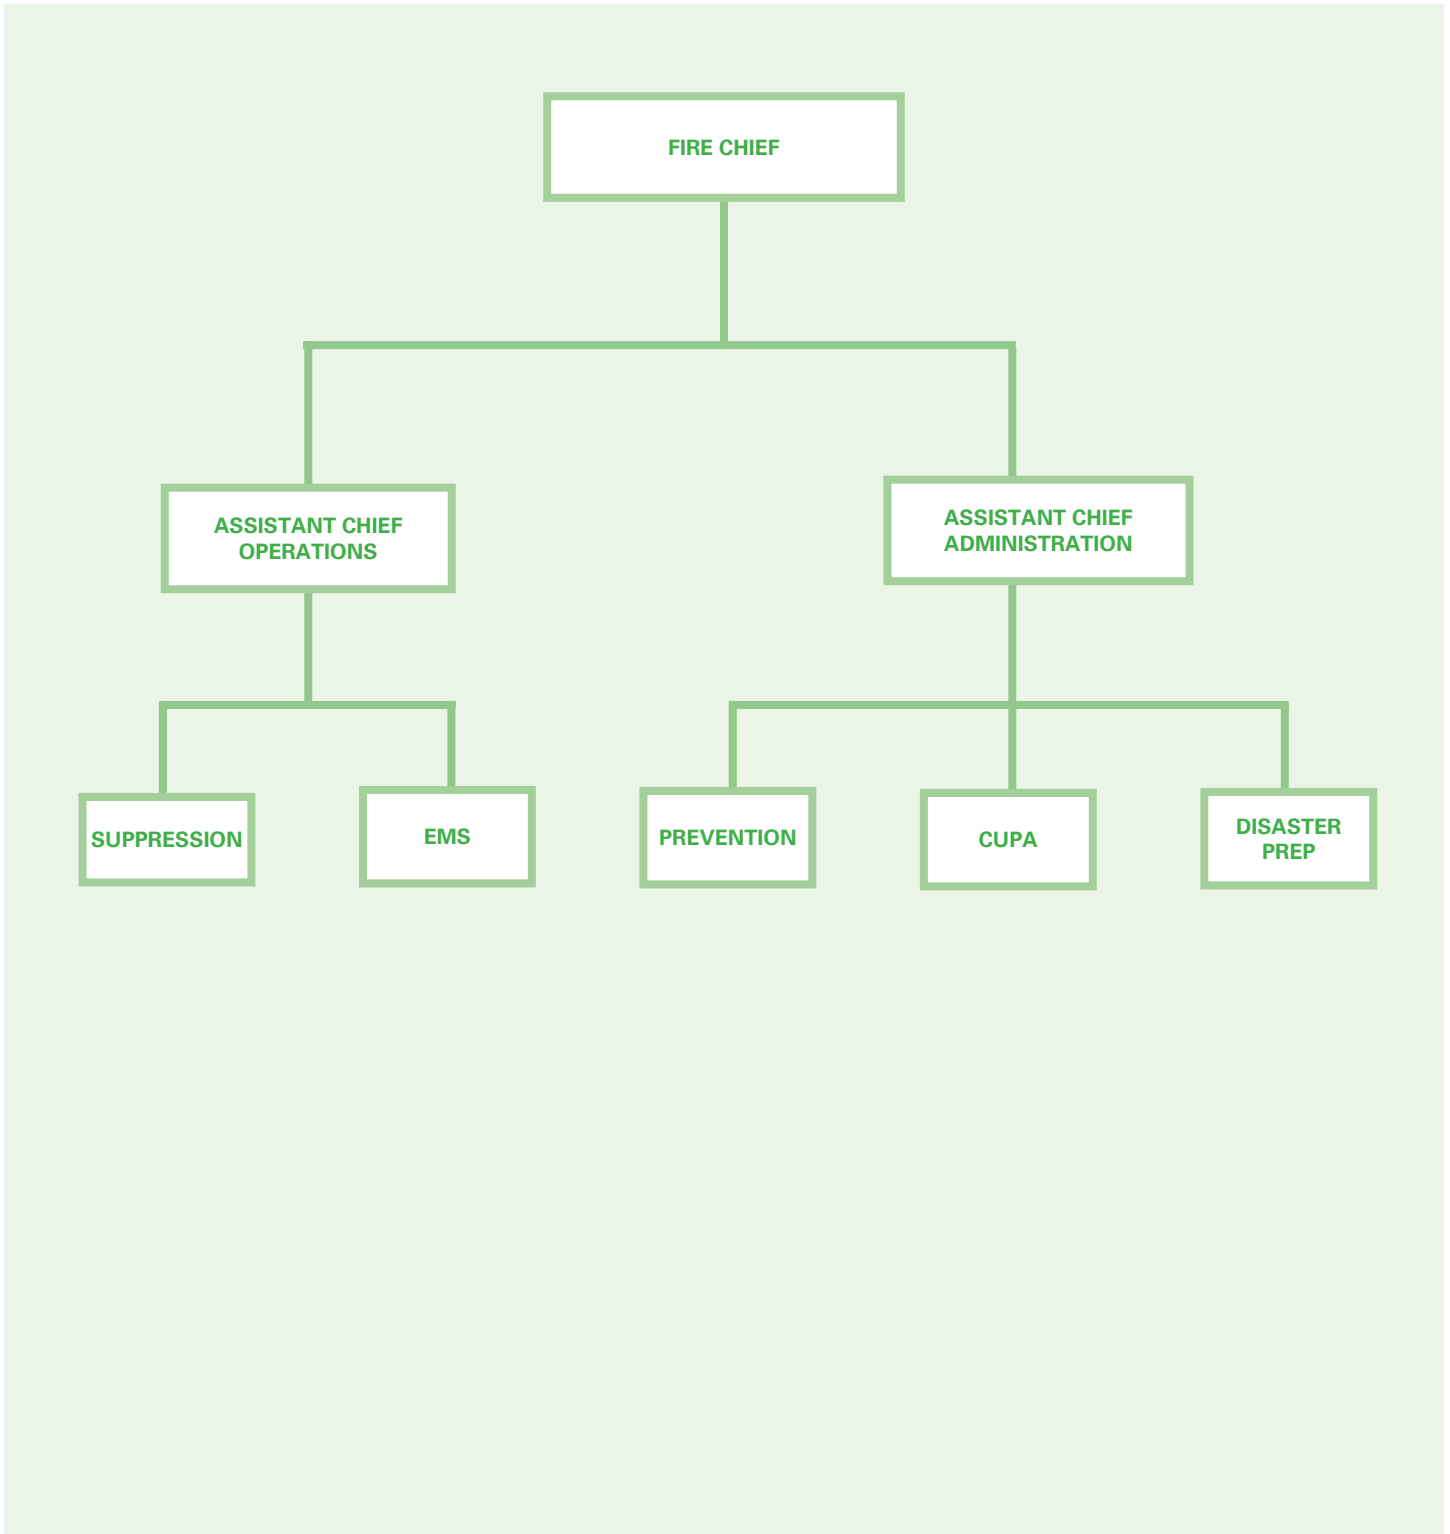 FIRE CHIEF
ASSISTANT CHIEF
OPERATIONS
ASSISTANT CHIEF
ADMINISTRATION
SUPPRESSION
EMS
PREVENTION
CUPA
DISASTER
PREP